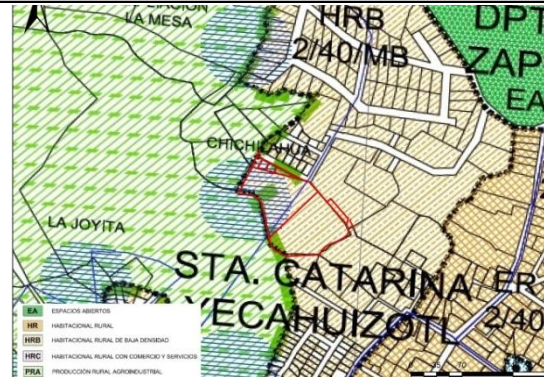 LA MESA
HRB
2/40/MB
DPT
ZAP
EA
CHICHILAHUA
LA JOYITA
STA. CATARINA
YECAHUIZOTL
ER
2/40
EA ESPACIOS ABIERTOS
HR HABITACIONAL RURAL
HRB HABITACIONAL RURAL DE BAJA DENSIDAD
HRC HABITACIONAL RURAL CON COMERCIO Y SERVICIOS
PRA PRODUCCIÓN RURAL AGROINDUSTRIAL